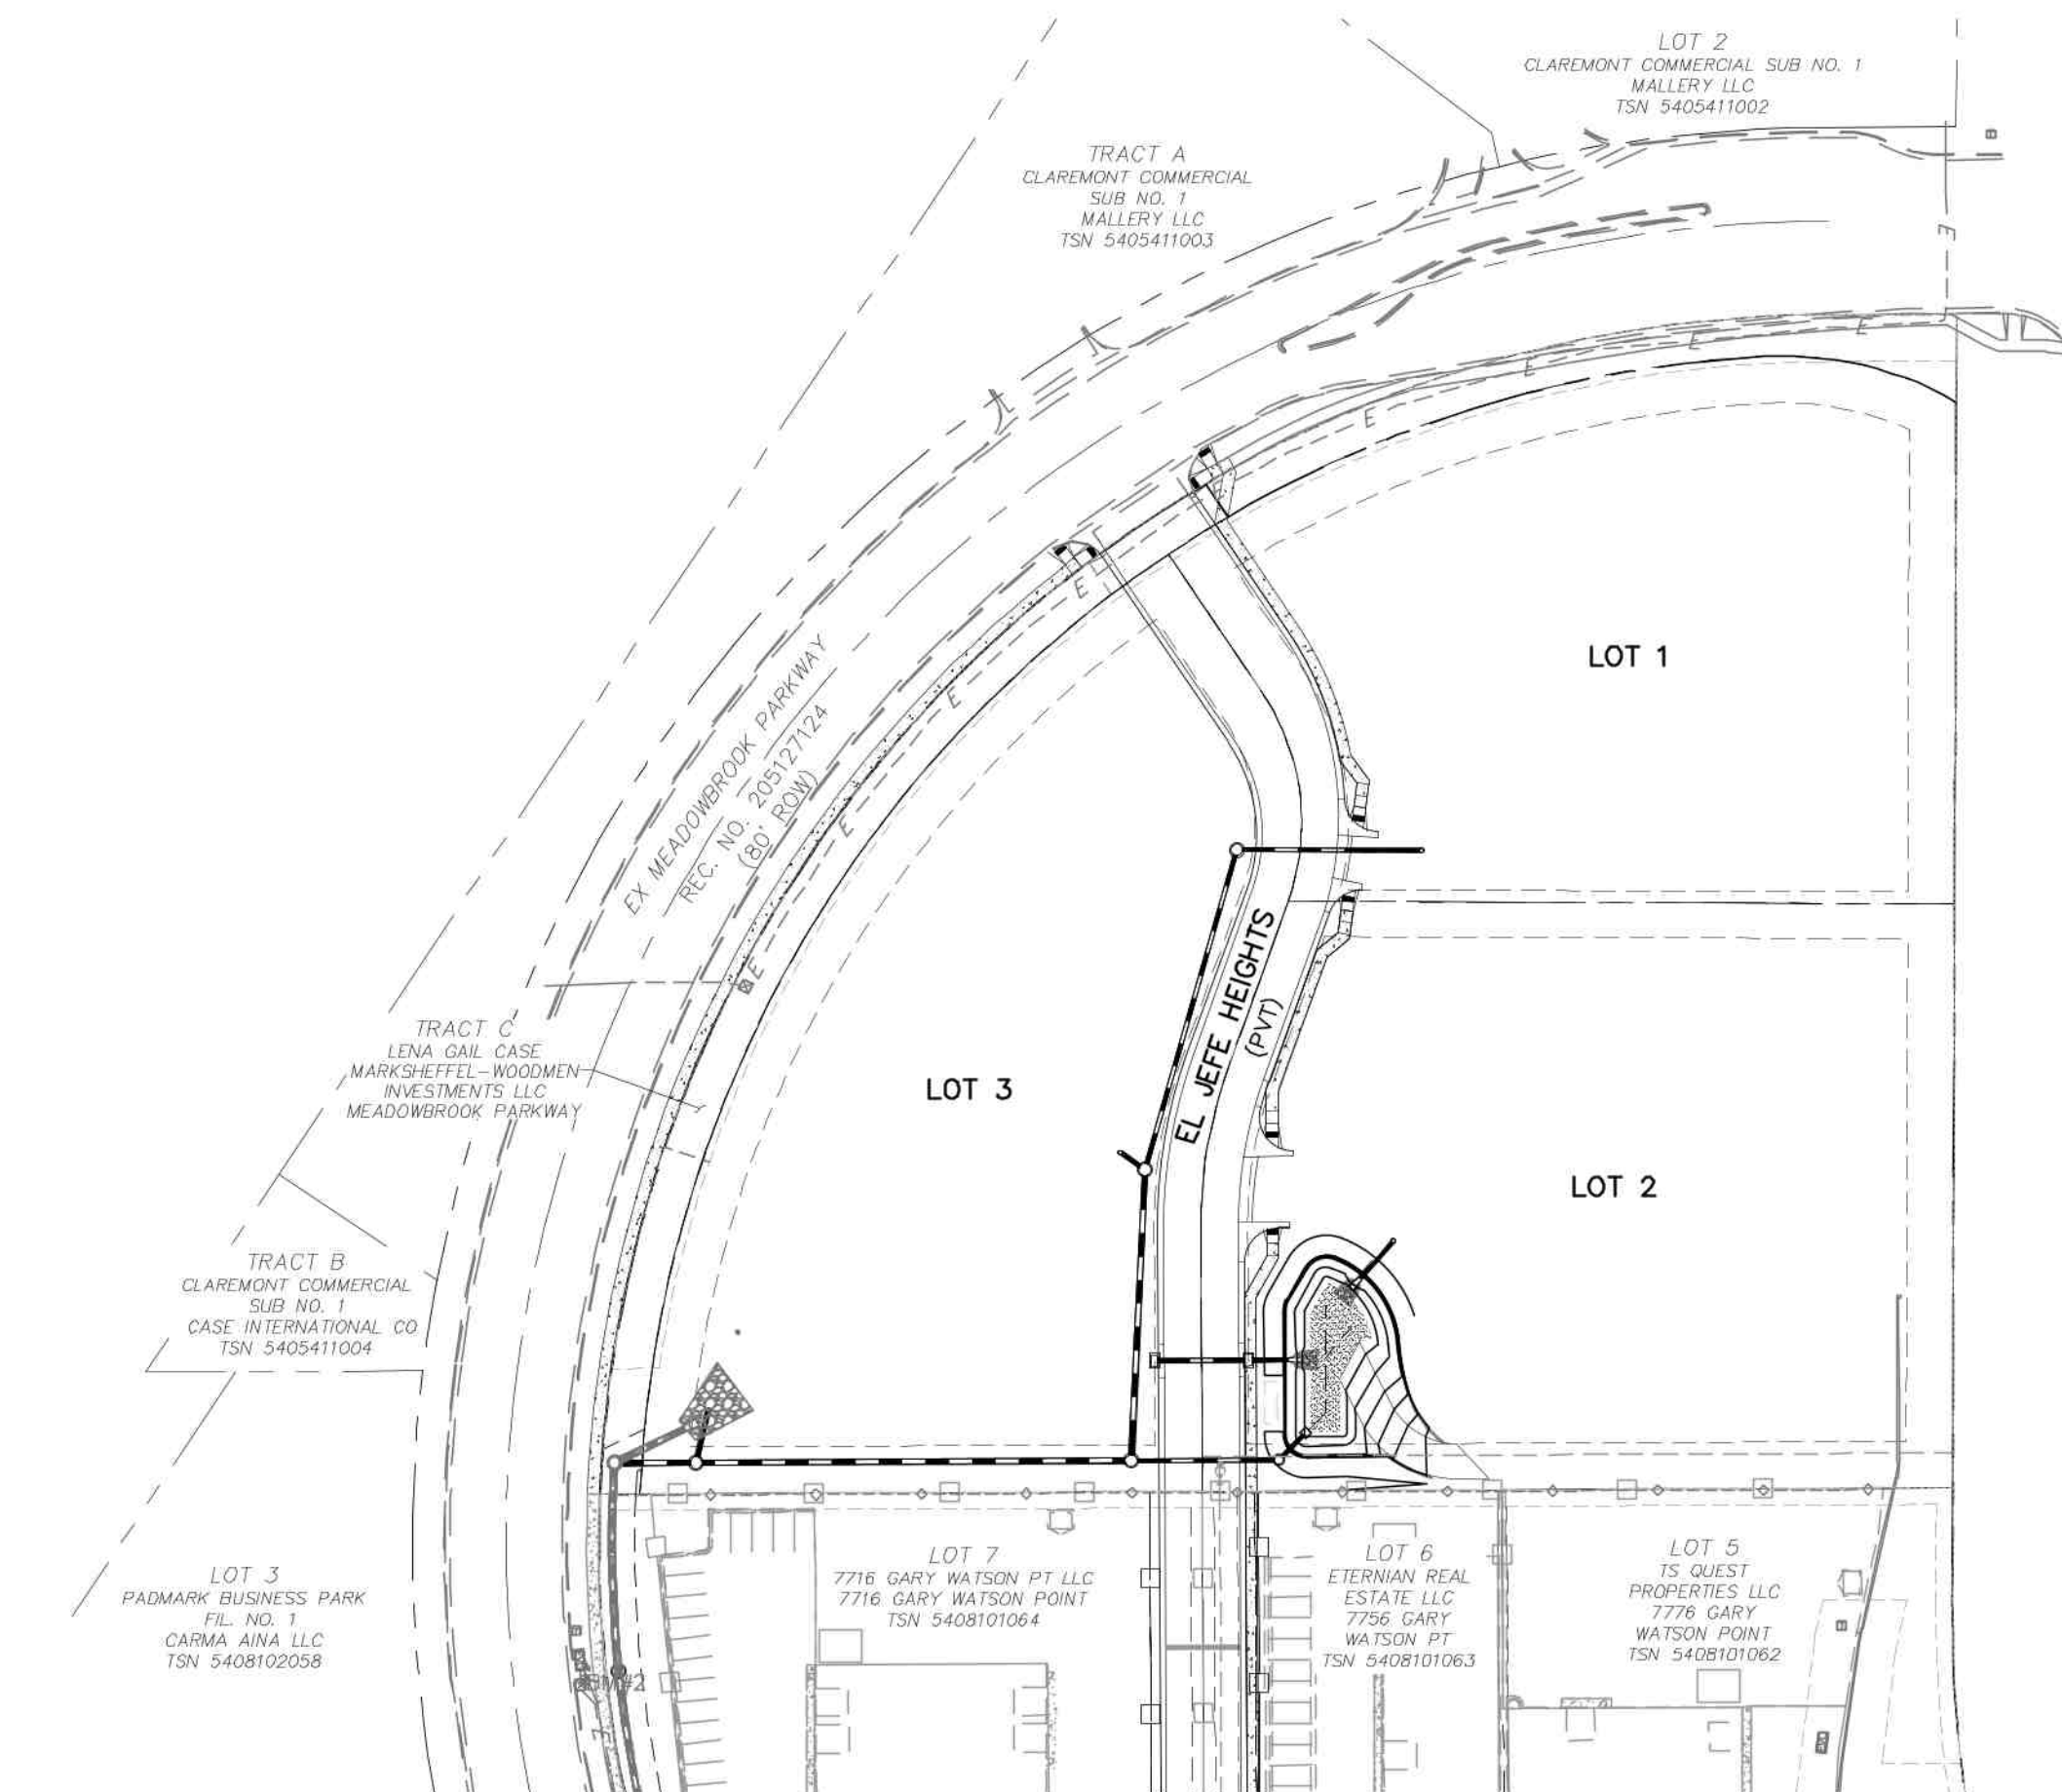 LOT 2
CLAREMONT COMMERCIAL SUB NO. 1
MALLERY LLC
TSN 5405411002
TRACT A
CLAREMONT COMMERCIAL
SUB NO. 1
MALLERY LLC
TSN 5405411003
E
E
E
E
E
E
E
E
E
E
LOT 1
EX MEADOWBROOK PARKWAY
REC. NO. 205127124
(80' ROW)
EL JEFE HEIGHTS
(PVT)
TRACT C
LENA GAIL CASE
MARKSHEFFEL-WOODMEN
INVESTMENTS LLC
MEADOWBROOK PARKWAY
LOT 3
LOT 2
TRACT B
CLAREMONT COMMERCIAL
SUB NO. 1
CASE INTERNATIONAL CO
TSN 5405411004
LOT 3
PADMARK BUSINESS PARK
FIL. NO. 1
CARMA AINA LLC
TSN 5408102058
LOT 7
7716 GARY WATSON PT LLC
7716 GARY WATSON POINT
TSN 5408101064
LOT 6
ETERNIAN REAL
ESTATE LLC
7756 GARY
WATSON PT
TSN 5408101063
LOT 5
TS QUEST
PROPERTIES LLC
7776 GARY
WATSON POINT
TSN 5408101062